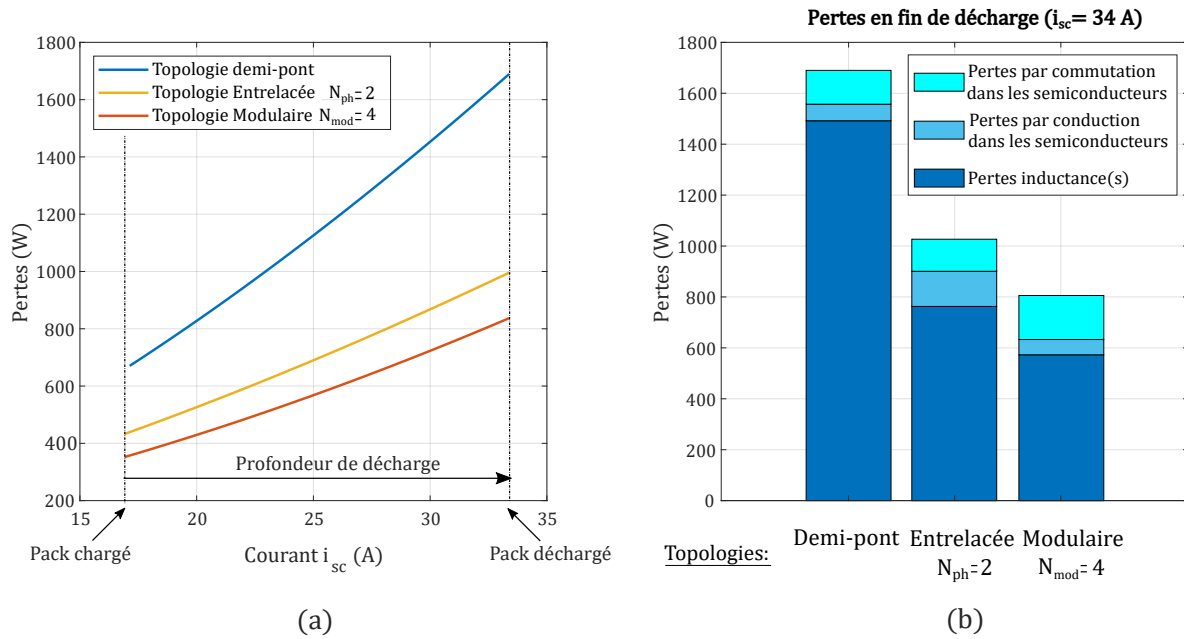 1800
1600
1400
1200
1000
800
600
400
200
Pertes (W)
Topologie demi-pont
Topologie Entrelacée N_ph=2
Topologie Modulaire N_mod=4
Profondeur de décharge
15 20 25 30 35
Pack chargé
Courant i_sc (A)
Pack déchargé
(a)
Pertes en fin de décharge (i_sc= 34 A)
1800
1600
1400
1200
1000
800
600
400
200
0
Pertes (W)
Pertes par commutation
dans les semiconducteurs
Pertes par conduction
dans les semiconducteurs
Pertes inductance(s)
Topologies:
Demi-pont
Entrelacée
N_ph=2
Modulaire
N_mod=4
(b)